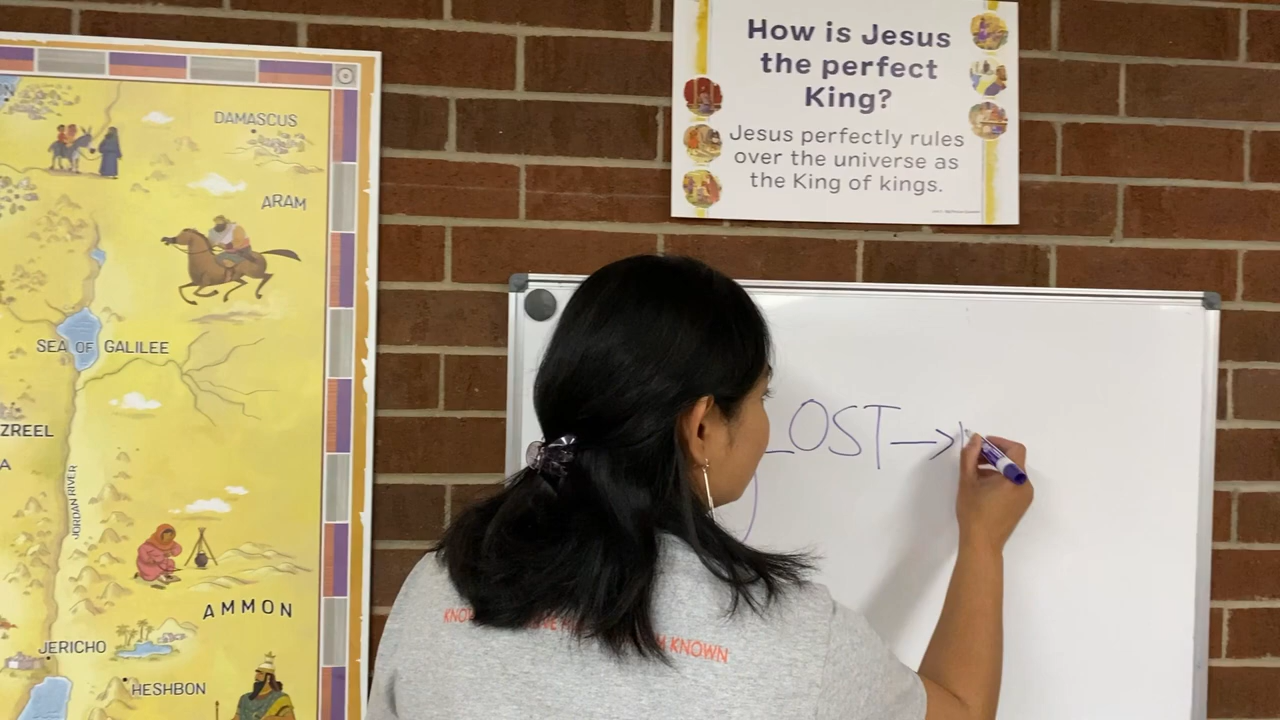 DAMASCUS
ARAM
SEA OF GALILEE
JORDAN RIVER
AMMON
JERICHO
HESHBON
How is Jesus
the perfect
King?
Jesus perfectly rules
over the universe as
the King of kings.
LOST→
KNOWN